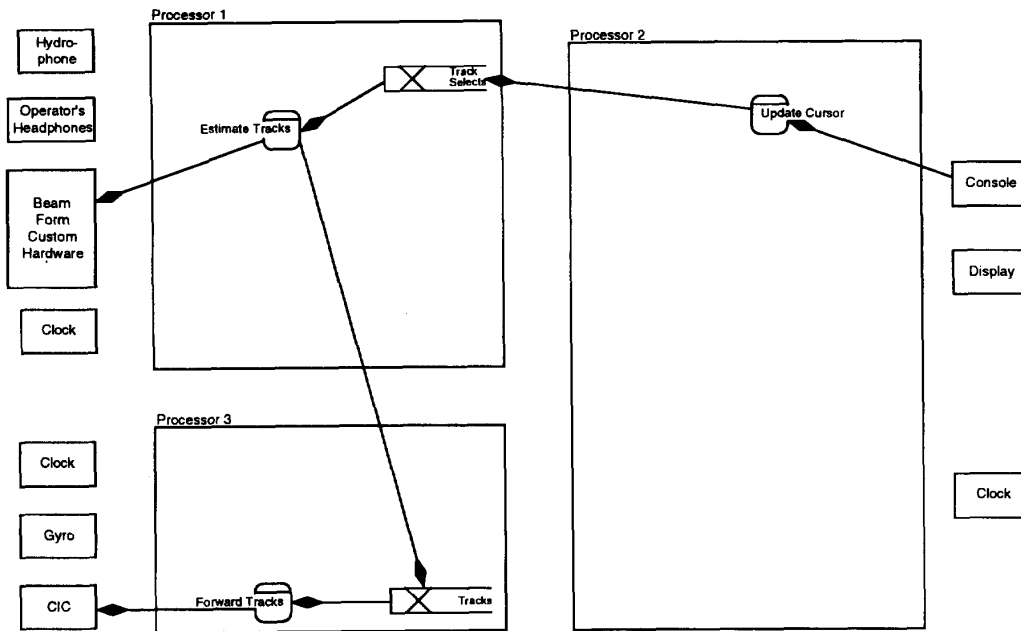 Processor 1
Processor 2
Hydro-
phone
Operator's
Headphones
Beam
Form
Custom
Hardware
Clock
Track
Selects
Estimate Tracks
Update Cursor
Console
Display
Clock
Processor 3
Clock
Gyro
CIC
Forward Tracks
Tracks